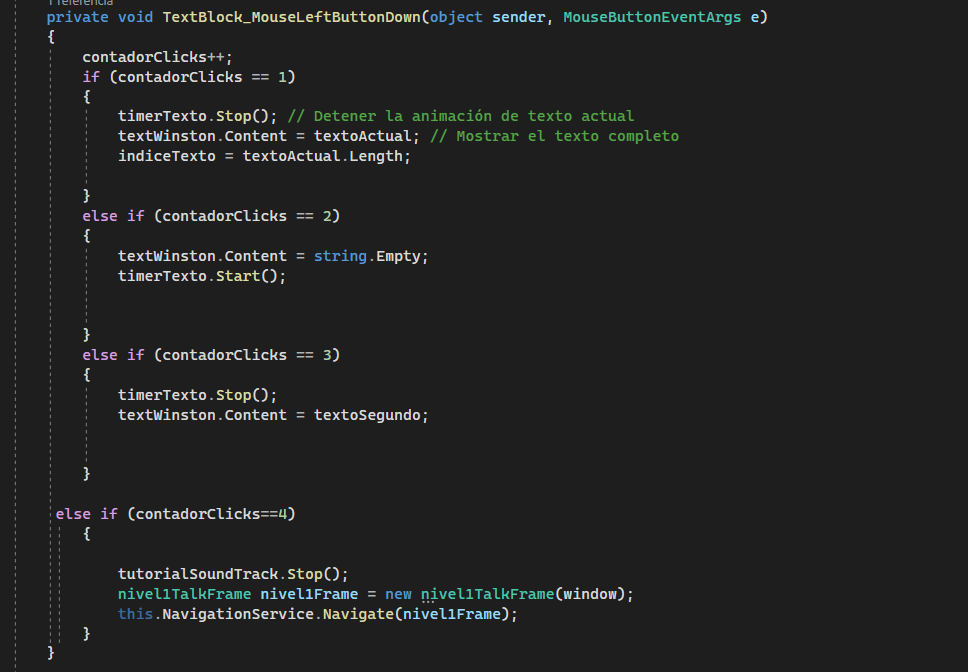 1 referencia
private void TextBlock_MouseLeftButtonDown(object sender, MouseButtonEventArgs e)
{
contadorClicks++;
if (contadorClicks == 1)
{
timerTexto.Stop(); // Detener la animación de texto actual
textWinston.Content = textoActual; // Mostrar el texto completo
indiceTexto = textoActual.Length;
}
else if (contadorClicks == 2)
{
textWinston.Content = string.Empty;
timerTexto.Start();
}
else if (contadorClicks == 3)
{
timerTexto.Stop();
textWinston.Content = textoSegundo;
}
else if (contadorClicks==4)
{
tutorialSoundTrack.Stop();
nivel1TalkFrame nivel1Frame = new nivel1TalkFrame(window);
this.NavigationService.Navigate(nivel1Frame);
}
}